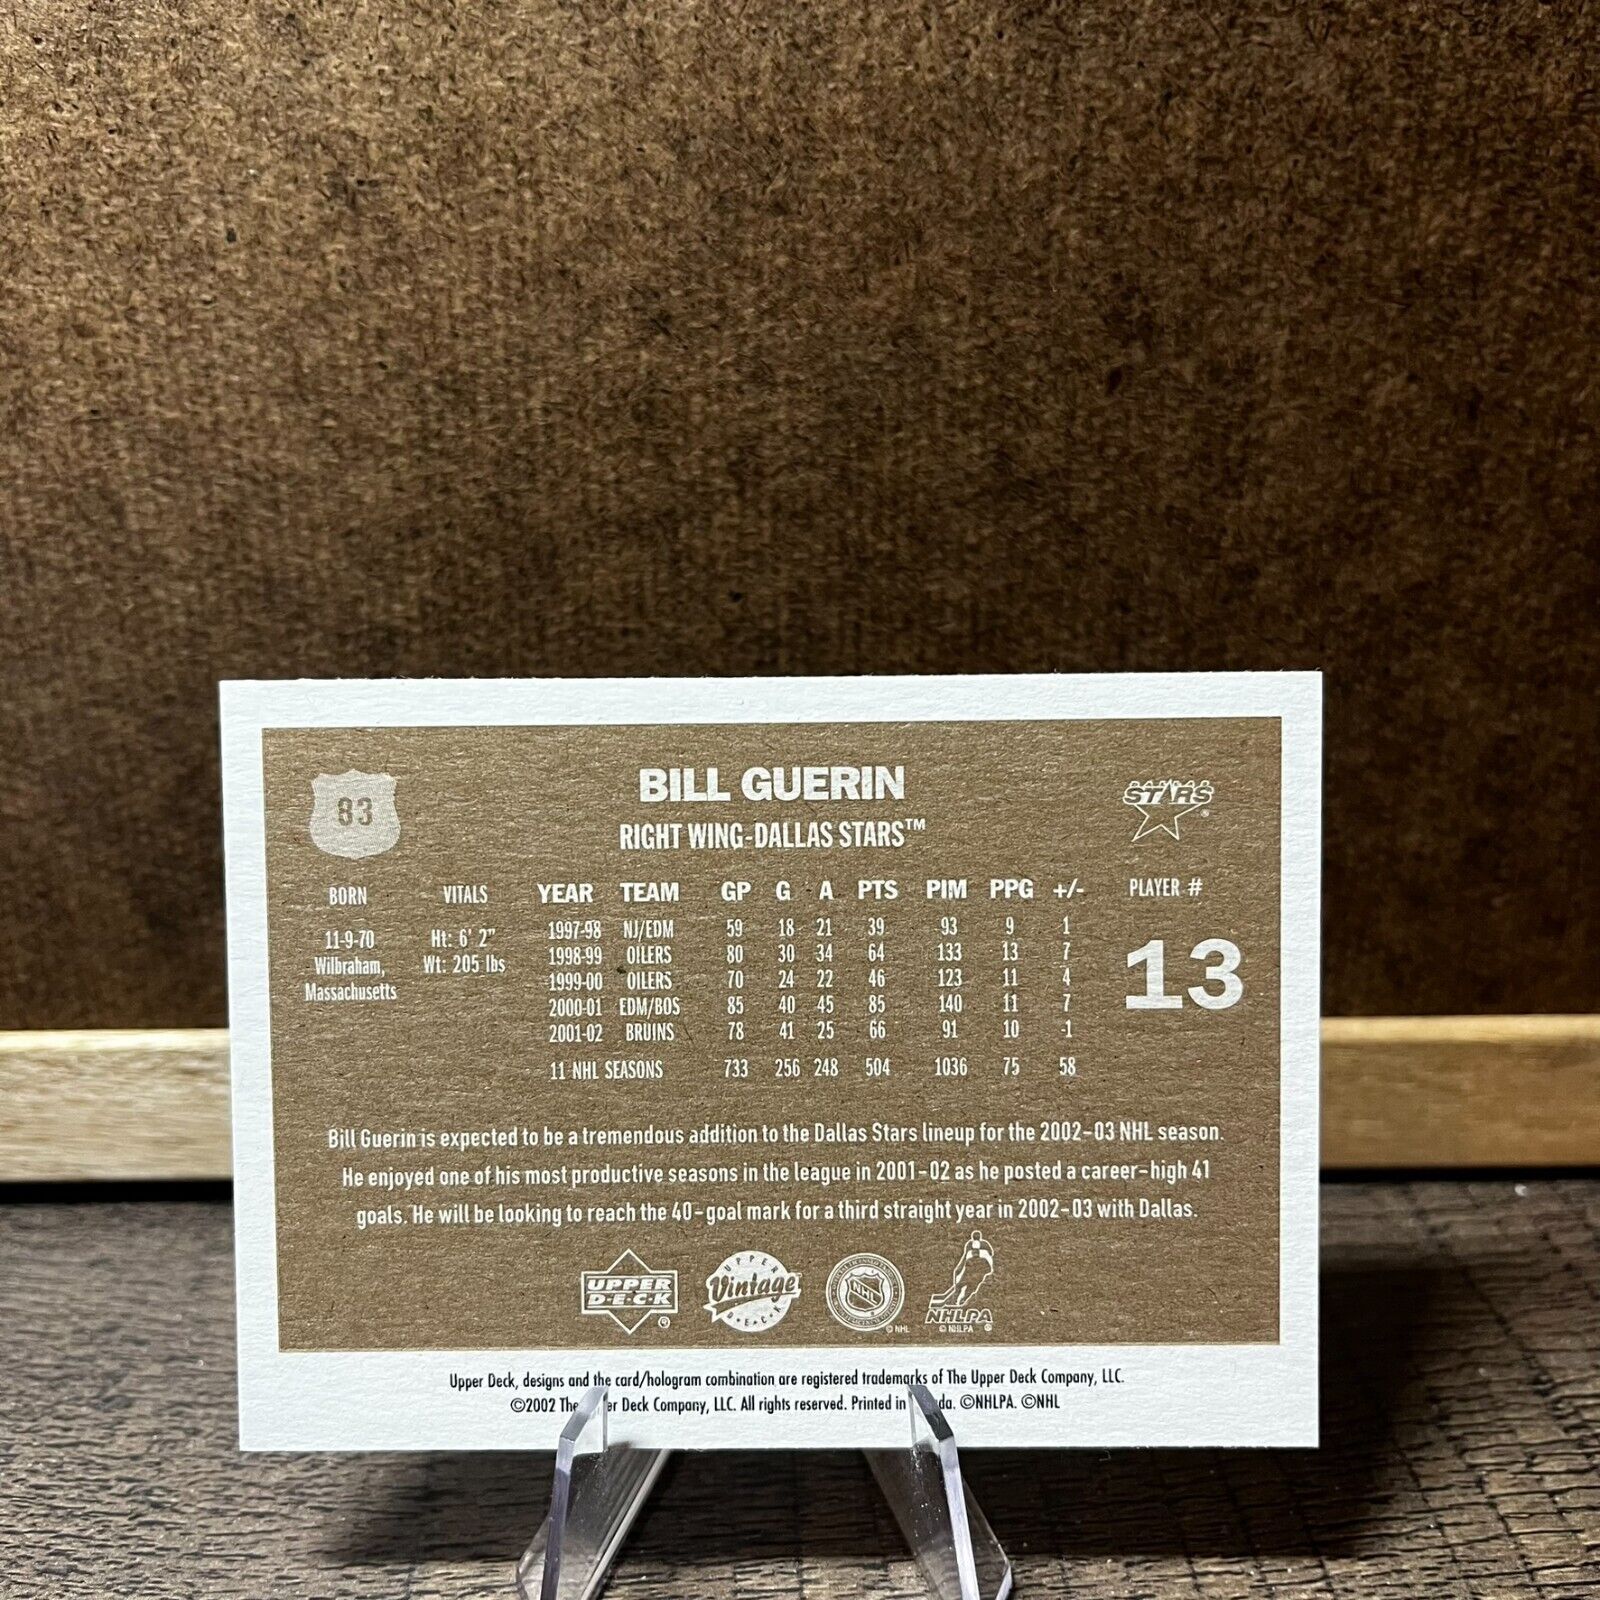 83
BILL GUERIN
RIGHT WING-DALLAS STARS™
STARS
BORN
11-9-70
Wilbraham,
Massachusetts
VITALS
Ht: 6' 2"
Wt: 205 lbs
YEAR TEAM GP G A PTS PIM PPG +/-
1997-98 NJ/EDM 59 18 21 39 93 9 1
1998-99 OILERS 80 30 34 64 133 13 7
1999-00 OILERS 70 24 22 46 123 11 4
2000-01 EDM/BOS 85 40 45 85 140 11 7
2001-02 BRUINS 78 41 25 66 91 10 -1
11 NHL SEASONS 733 256 248 504 1036 75 58
PLAYER #
13
Bill Guerin is expected to be a tremendous addition to the Dallas Stars lineup for the 2002-03 NHL season.
He enjoyed one of his most productive seasons in the league in 2001-02 as he posted a career-high 41
goals. He will be looking to reach the 40-goal mark for a third straight year in 2002-03 with Dallas.
UPPER
D·E·C·K
UPPER
Vintage
DECK
NHL
© NHL
NHLPA
© NHLPA
Upper Deck, designs and the card/hologram combination are registered trademarks of The Upper Deck Company, LLC.
©2002 The er Deck Company, LLC. All rights reserved. Printed in da. ©NHLPA. ©NHL